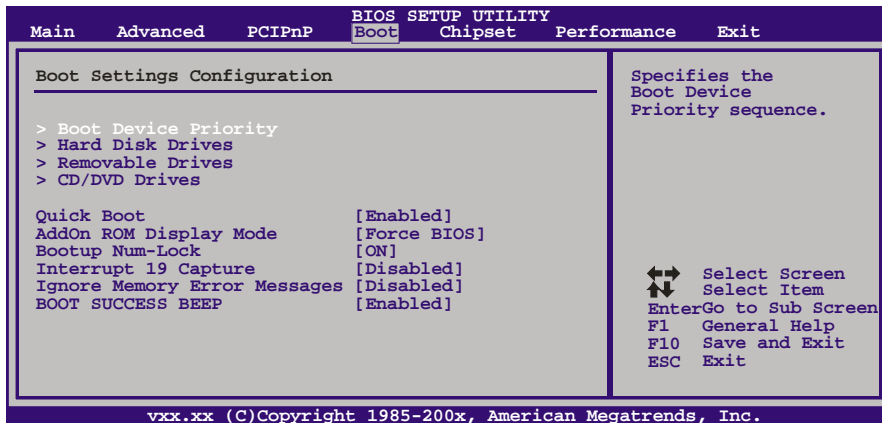 BIOS SETUP UTILITY
Main Advanced PCIPnP Boot Chipset Performance Exit
Boot Settings Configuration
> Boot Device Priority
> Hard Disk Drives
> Removable Drives
> CD/DVD Drives
Quick Boot [Enabled]
AddOn ROM Display Mode [Force BIOS]
Bootup Num-Lock [ON]
Interrupt 19 Capture [Disabled]
Ignore Memory Error Messages [Disabled]
BOOT SUCCESS BEEP [Enabled]
Specifies the
Boot Device
Priority sequence.
Select Screen
Select Item
EnterGo to Sub Screen
F1 General Help
F10 Save and Exit
ESC Exit
vxx.xx (C)Copyright 1985-200x, American Megatrends, Inc.